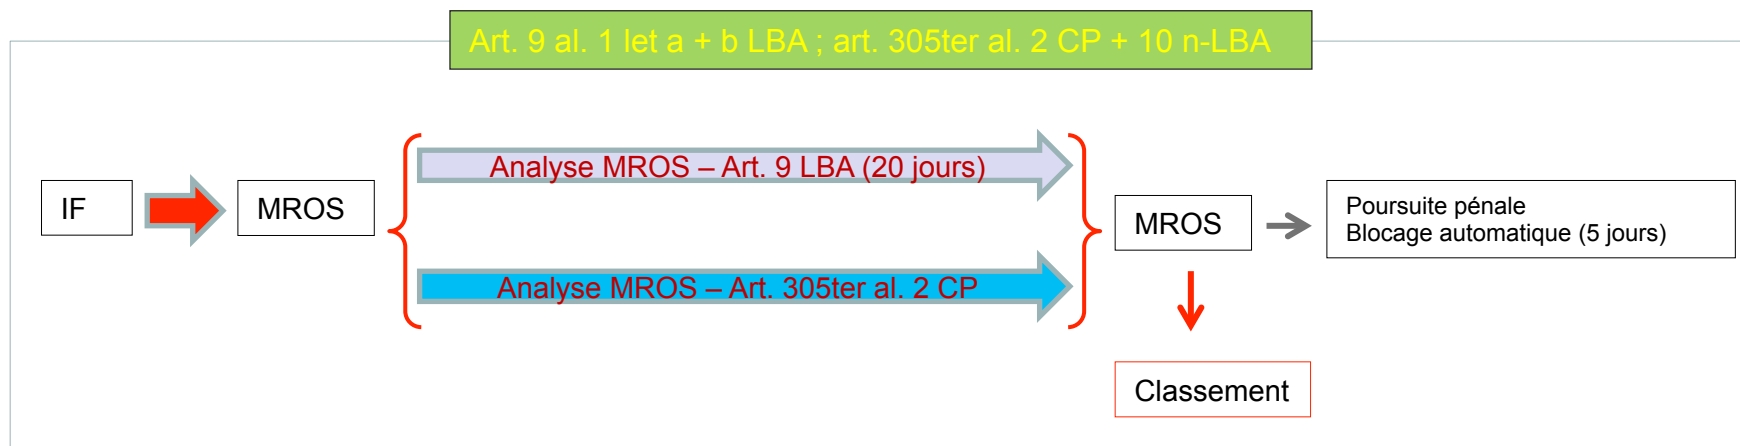 Art. 9 al. 1 let a + b LBA ; art. 305ter al. 2 CP + 10 n-LBA
Analyse MROS – Art. 9 LBA (20 jours)
IF
MROS
MROS
Poursuite pénale
Blocage automatique (5 jours)
Analyse MROS – Art. 305ter al. 2 CP
Classement